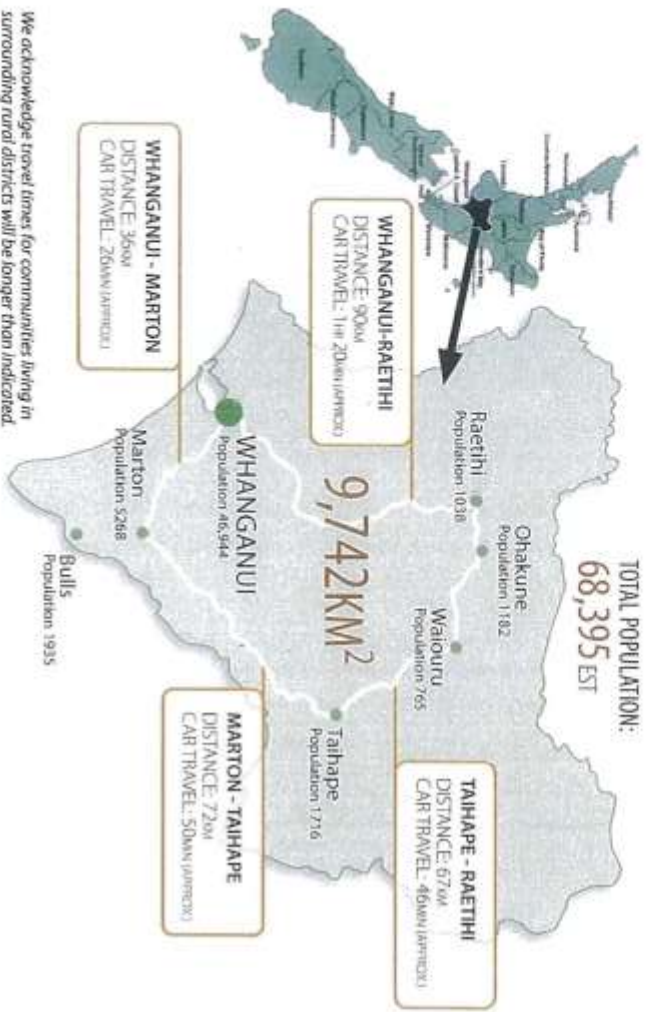 TOTAL POPULATION:
68,395 EST
WHANGANUI-RAETIHI
DISTANCE: 90KM
CAR TRAVEL: 1HR 20MIN (APPROX)
Raetihi
Population 1038
Ohakune
Population 1182
Waiouru
Population 765
TAIHAPE - RAETIHI
DISTANCE: 67KM
CAR TRAVEL: 46MIN (APPROX)
9,742KM²
Taihape
Population 1716
WHANGANUI
Population 46,944
WHANGANUI - MARTON
DISTANCE: 36KM
CAR TRAVEL: 26MIN (APPROX)
Marton
Population 5268
MARTON - TAIHAPE
DISTANCE: 72KM
CAR TRAVEL: 50MIN (APPROX)
Bulls
Population 1935
We acknowledge travel times for communities living in
surrounding rural districts will be longer than indicated.